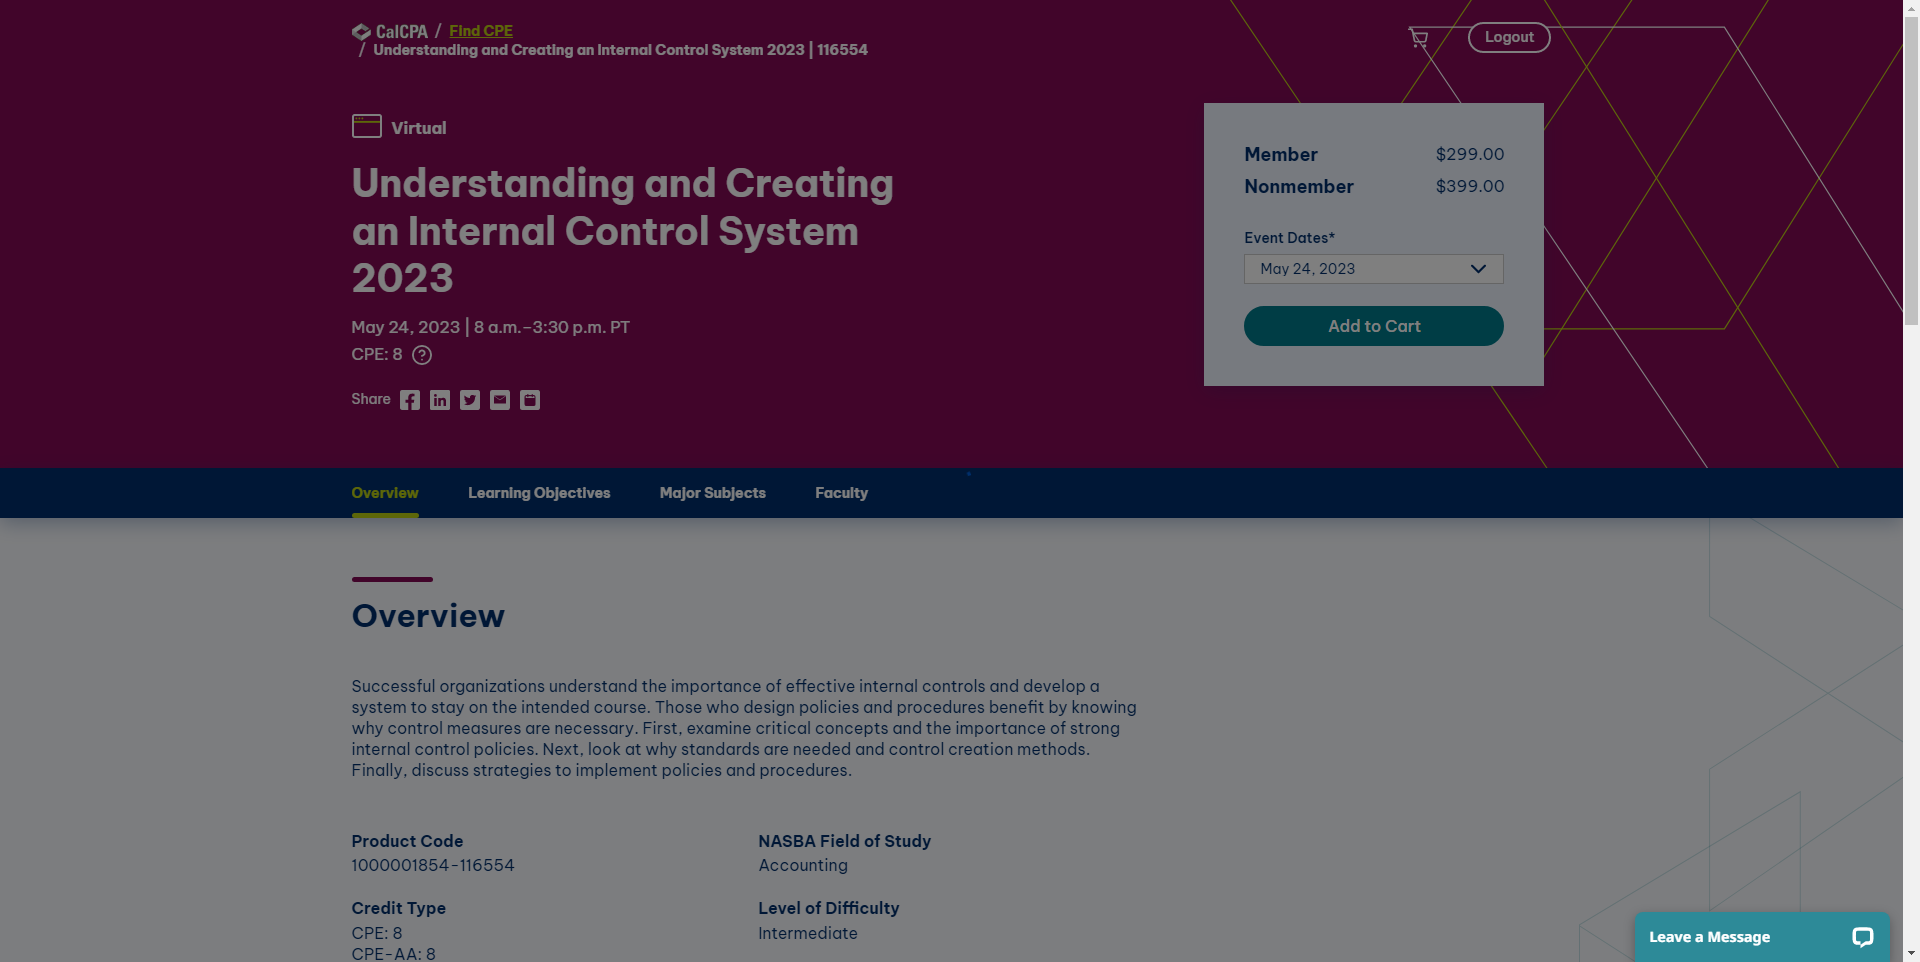 CalCPA / Find CPE
/ Understanding and Creating an Internal Control System 2023 | 116554
Logout
Virtual
Understanding and Creating
an Internal Control System
2023
May 24, 2023 | 8 a.m.–3:30 p.m. PT
CPE: 8 ?
Share
Member $299.00
Nonmember $399.00
Event Dates*
May 24, 2023
Add to Cart
Overview Learning Objectives Major Subjects Faculty
Overview
Successful organizations understand the importance of effective internal controls and develop a
system to stay on the intended course. Those who design policies and procedures benefit by knowing
why control measures are necessary. First, examine critical concepts and the importance of strong
internal control policies. Next, look at why standards are needed and control creation methods.
Finally, discuss strategies to implement policies and procedures.
Product Code
1000001854-116554
NASBA Field of Study
Accounting
Credit Type
CPE: 8
CPE-AA: 8
Level of Difficulty
Intermediate
Leave a Message